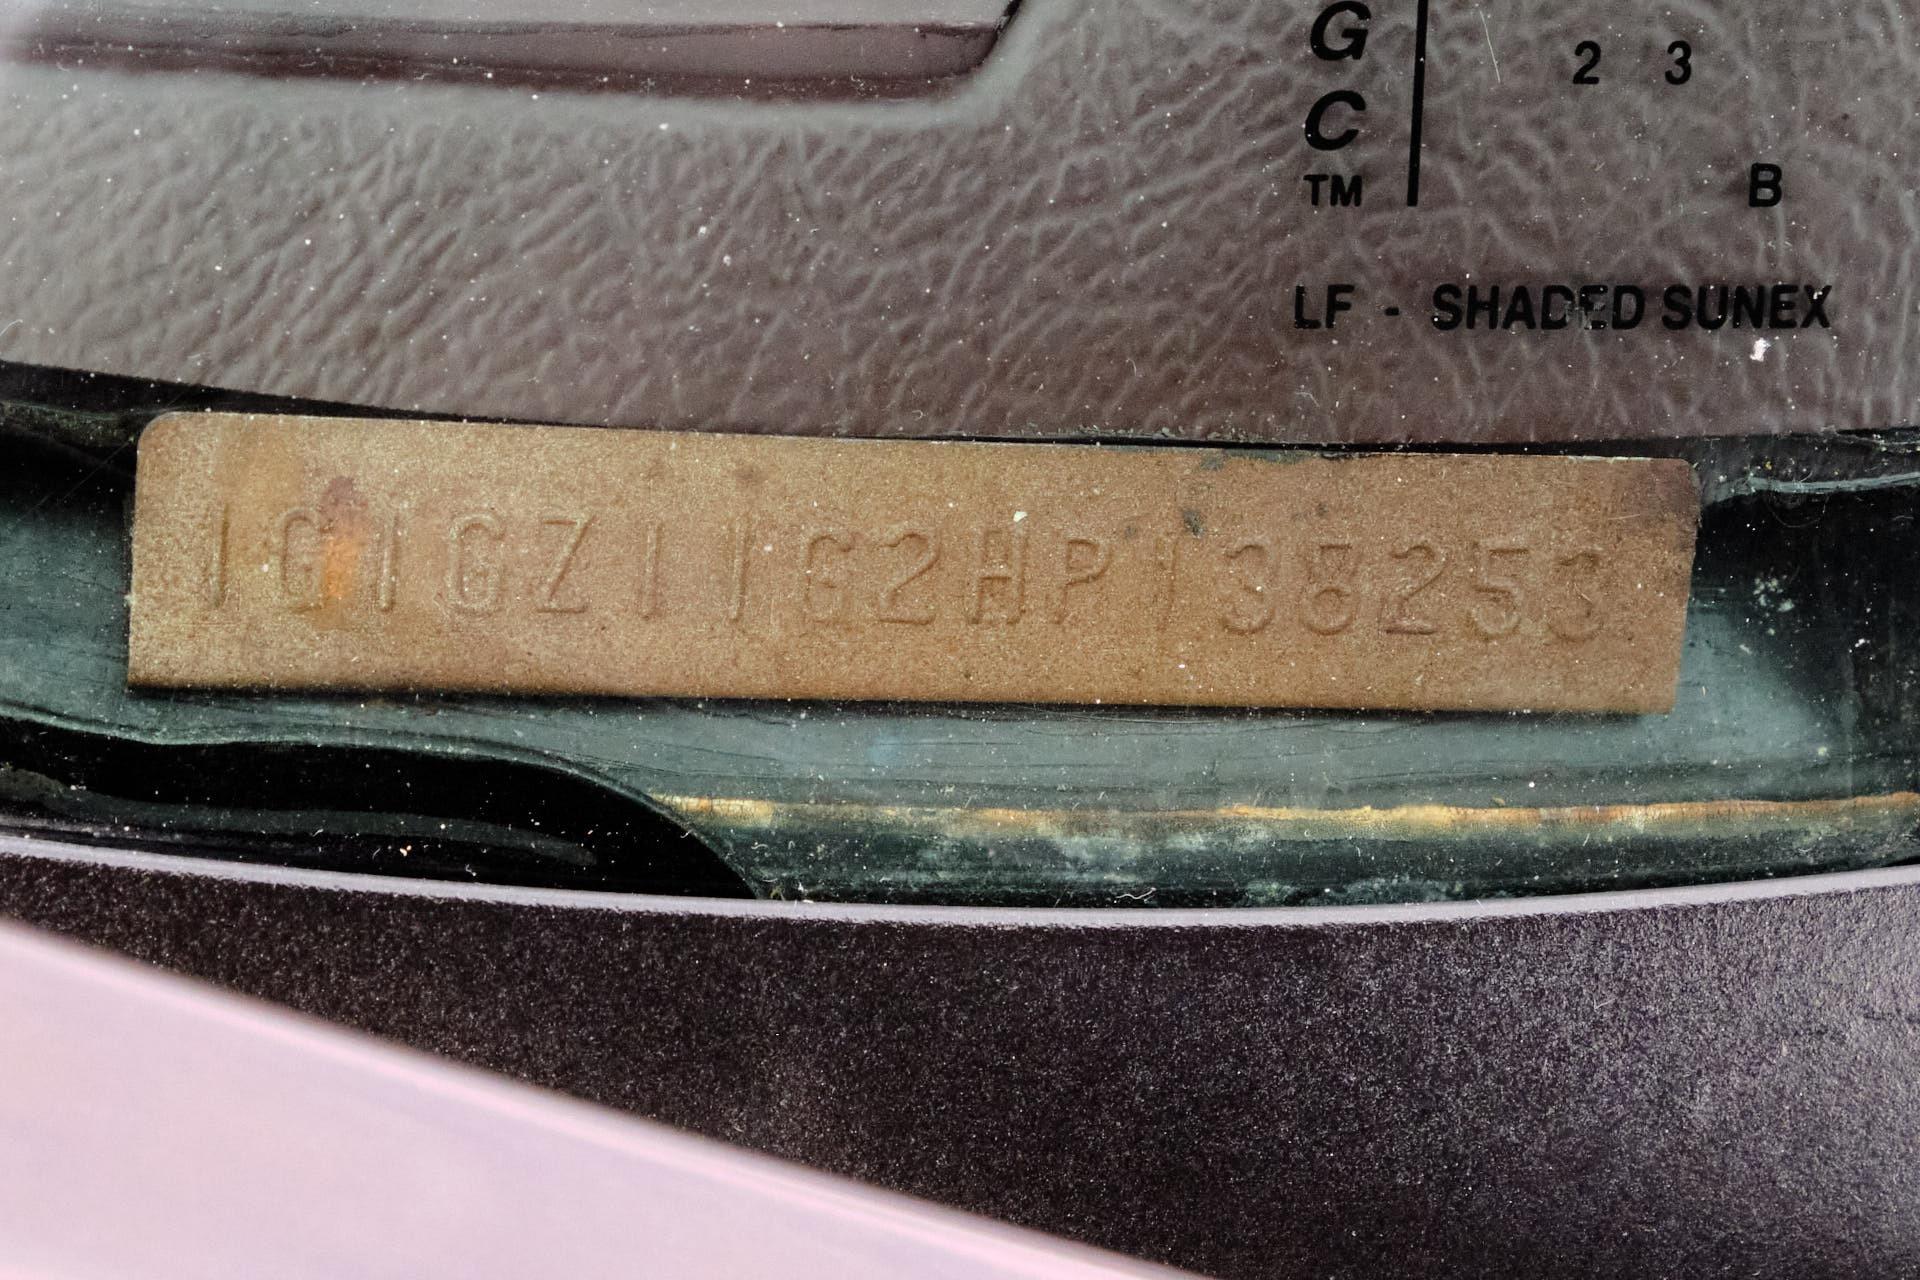 G
2 3
C
TM
B
LF - SHADED SUNEX
1G1GZ11G2HP138253